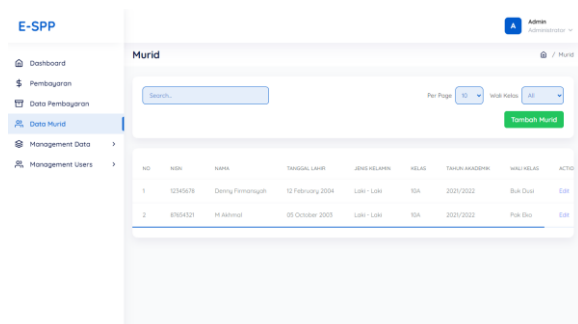 E-SPP
Admin
Administrator
Dashboard
Pembayaran
Data Pembayaran
Data Murid
Management Data
Management Users
Murid
/ Murid
Search...
Per Page 10 Wali Kelas All
Tambah Murid
NO NISN NAMA TANGGAL LAHIR JENIS KELAMIN KELAS TAHUN AKADEMIK WALI KELAS ACTIO
1 12345678 Denny Firmansyah 12 February 2004 Laki - Laki 10A 2021/2022 Buk Dusi Edit
2 87654321 M Akhmal 05 October 2003 Laki - Laki 10A 2021/2022 Pak Eko Edit